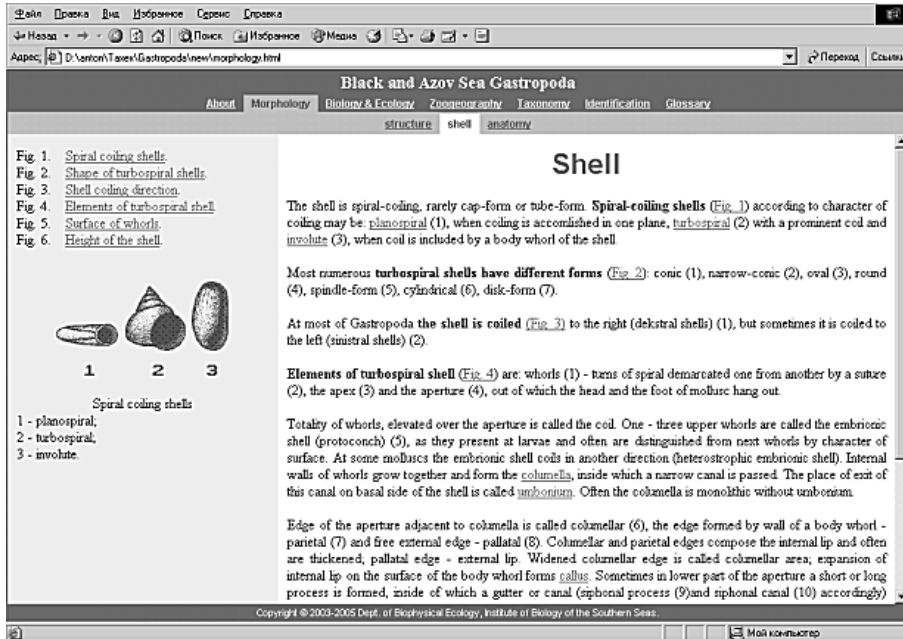 Файл Правка Вид Избранное Сервис Справка
Назад Поиск Избранное Медиа
Адрес: D:\anton\Taxex\Gastropoda\new\morphology.html Переход Ссылки
Black and Azov Sea Gastropoda
About Morphology Biology & Ecology Zoogeography Taxonomy Identification Glossary
structure shell anatomy
Fig. 1. Spiral coiling shells.
Fig. 2. Shape of turbospiral shells.
Fig. 3. Shell coiling direction.
Fig. 4. Elements of turbospiral shell.
Fig. 5. Surface of whorls.
Fig. 6. Height of the shell.
1 2 3
Spiral coiling shells
1 - planospiral;
2 - turbospiral;
3 - involute.
Shell
The shell is spiral-coiling, rarely cap-form or tube-form. Spiral-coiling shells (Fig. 1) according to character of
coiling may be: planospiral (1), when coiling is accomlished in one plane, turbospiral (2) with a prominent coil and
involute (3), when coil is included by a body whorl of the shell.
Most numerous turbospiral shells have different forms (Fig. 2): conic (1), narrow-conic (2), oval (3), round
(4), spindle-form (5), cylindrical (6), disk-form (7).
At most of Gastropoda the shell is coiled (Fig. 3) to the right (dekstral shells) (1), but sometimes it is coiled to
the left (sinistral shells) (2).
Elements of turbospiral shell (Fig. 4) are: whorls (1) - turns of spiral demarcated one from another by a suture
(2), the apex (3) and the aperture (4), out of which the head and the foot of mollusc hang out.
Totality of whorls, elevated over the aperture is called the coil. One - three upper whorls are called the embrionic
shell (protoconch) (5), as they present at larvae and often are distinguished from next whorls by character of
surface. At some molluscs the embrionic shell coils in another direction (heterostrophic embrionic shell). Internal
walls of whorls grow together and form the columella, inside which a narrow canal is passed. The place of exit of
this canal on basal side of the shell is called umbonium. Often the columella is monolithic without umbonium.
Edge of the aperture adjacent to columella is called columellar (6), the edge formed by wall of a body whorl -
parietal (7) and free external edge - pallatal (8). Columellar and parietal edges compose the internal lip and often
are thickened, pallatal edge - external lip. Widened columellar edge is called columellar area; expansion of
internal lip on the surface of the body whorl forms callus. Sometimes in lower part of the aperture a short or long
process is formed, inside of which a gutter or canal (siphonal process (9)and siphonal canal (10) accordingly)
Copyright © 2003-2005 Dept. of Biophysical Ecology, Institute of Biology of the Southern Seas.
Мой компьютер